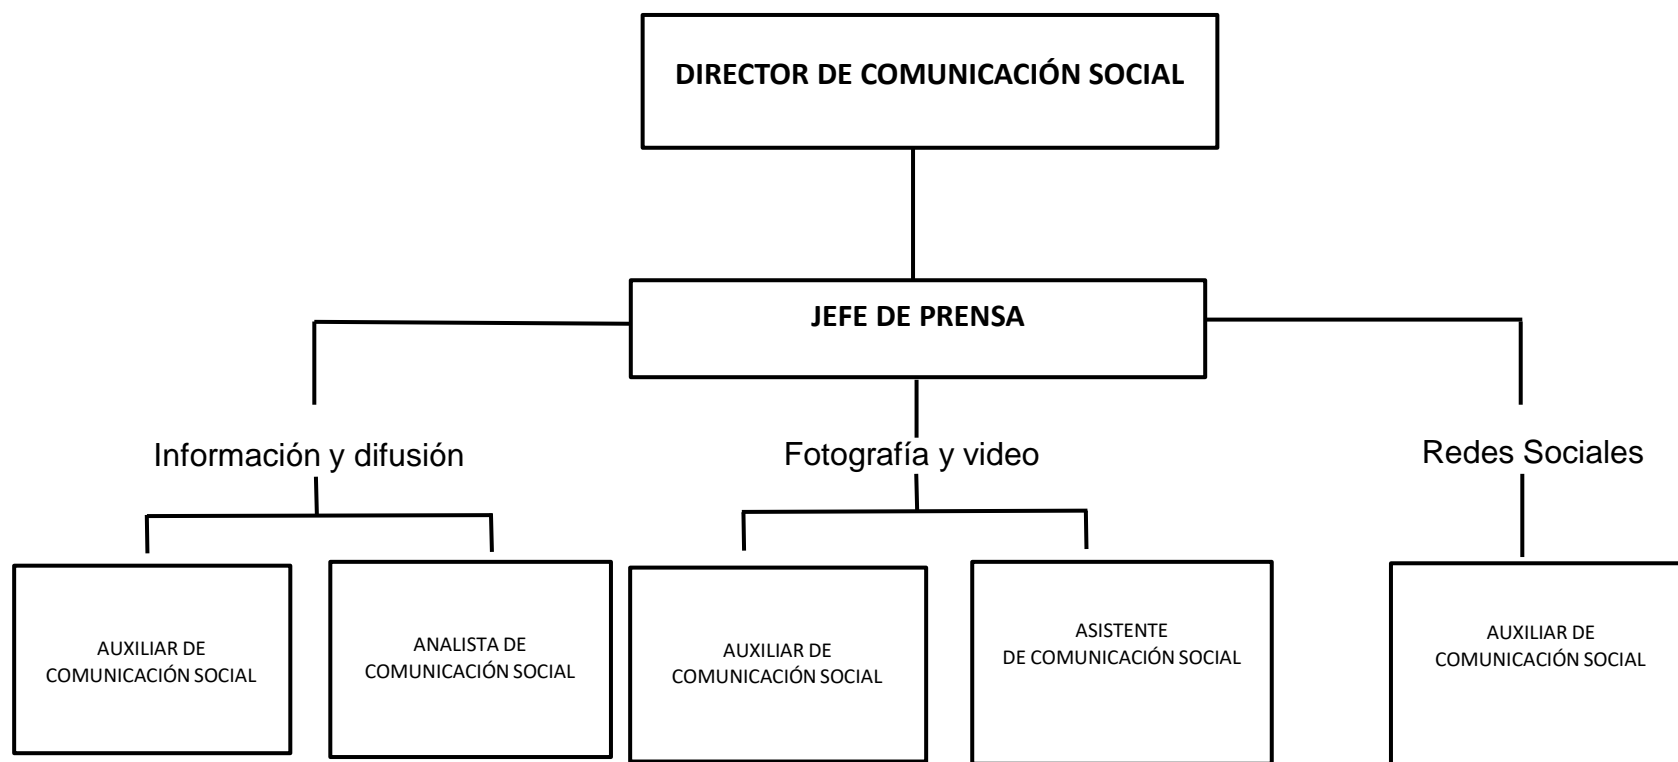 DIRECTOR DE COMUNICACIÓN SOCIAL
JEFE DE PRENSA
Información y difusión
Fotografía y video
Redes Sociales
AUXILIAR DE
COMUNICACIÓN SOCIAL
ANALISTA DE
COMUNICACIÓN SOCIAL
AUXILIAR DE
COMUNICACIÓN SOCIAL
ASISTENTE
DE COMUNICACIÓN SOCIAL
AUXILIAR DE
COMUNICACIÓN SOCIAL